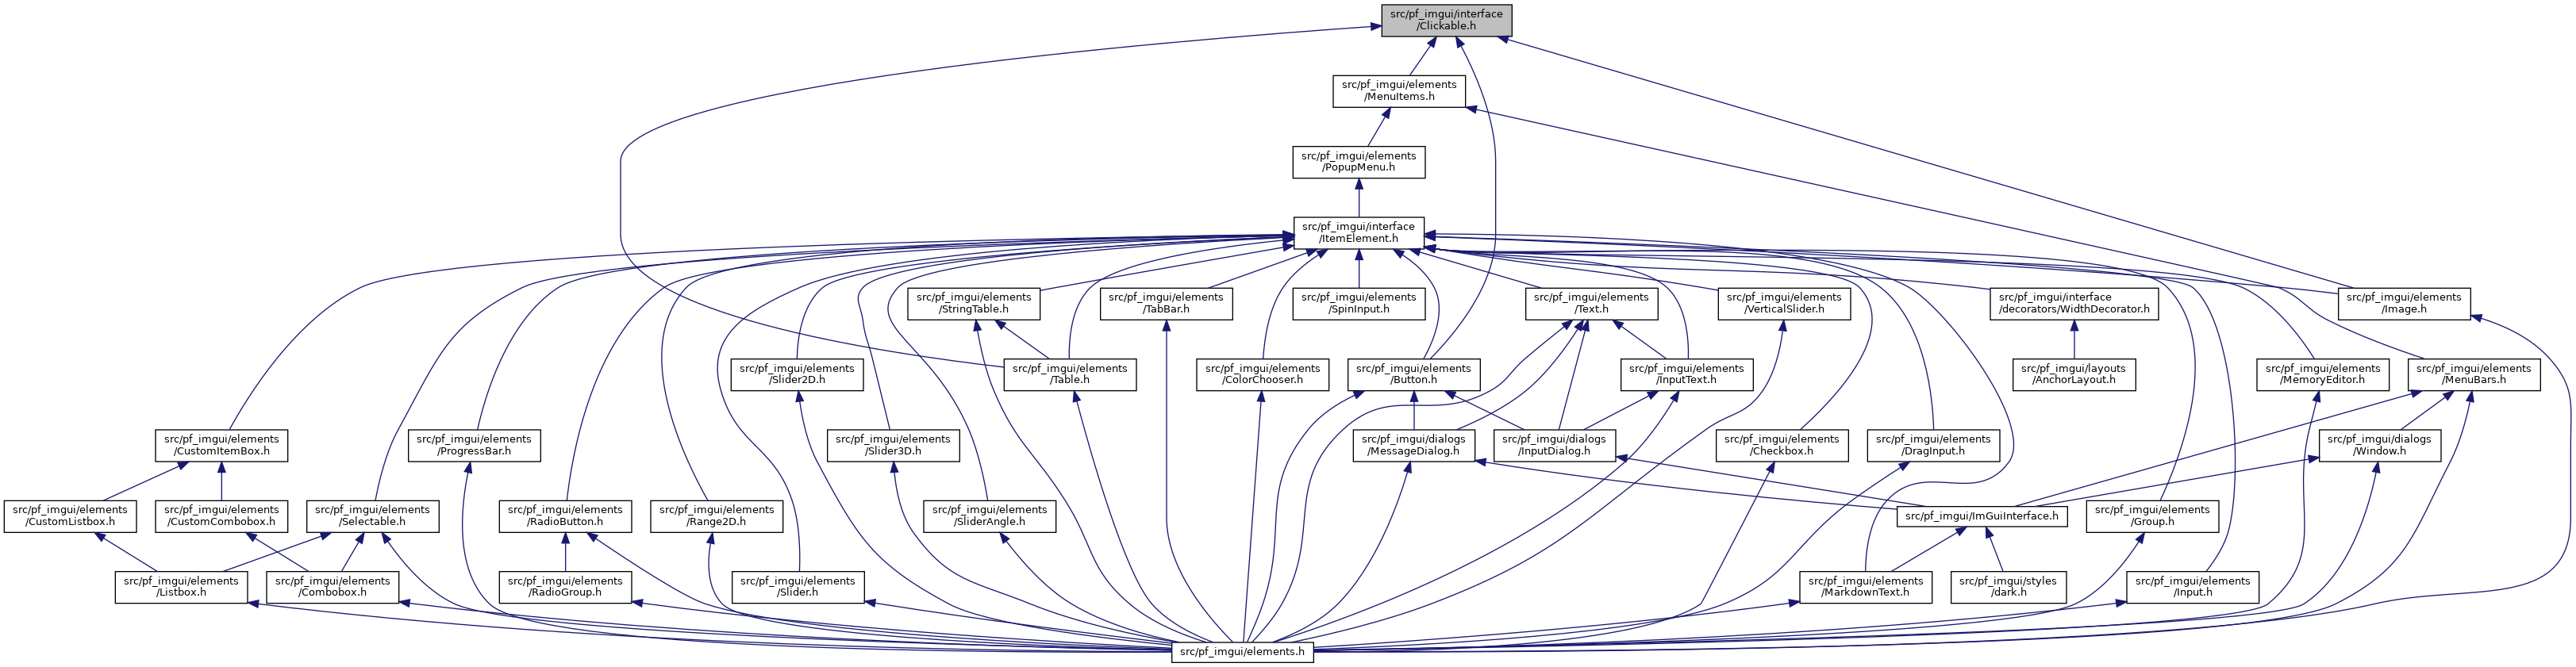 src/pf_imgui/interface
/Clickable.h
src/pf_imgui/elements
/MenuItems.h
src/pf_imgui/elements
/PopupMenu.h
src/pf_imgui/interface
/ItemElement.h
src/pf_imgui/elements
/StringTable.h
src/pf_imgui/elements
/TabBar.h
src/pf_imgui/elements
/SpinInput.h
src/pf_imgui/elements
/Text.h
src/pf_imgui/elements
/VerticalSlider.h
src/pf_imgui/interface
/decorators/WidthDecorator.h
src/pf_imgui/elements
/Image.h
src/pf_imgui/elements
/Slider2D.h
src/pf_imgui/elements
/Table.h
src/pf_imgui/elements
/ColorChooser.h
src/pf_imgui/elements
/Button.h
src/pf_imgui/elements
/InputText.h
src/pf_imgui/layouts
/AnchorLayout.h
src/pf_imgui/elements
/MemoryEditor.h
src/pf_imgui/elements
/MenuBars.h
src/pf_imgui/elements
/CustomItemBox.h
src/pf_imgui/elements
/ProgressBar.h
src/pf_imgui/elements
/Slider3D.h
src/pf_imgui/dialogs
/MessageDialog.h
src/pf_imgui/dialogs
/InputDialog.h
src/pf_imgui/elements
/Checkbox.h
src/pf_imgui/elements
/DragInput.h
src/pf_imgui/dialogs
/Window.h
src/pf_imgui/elements
/CustomListbox.h
src/pf_imgui/elements
/CustomCombobox.h
src/pf_imgui/elements
/Selectable.h
src/pf_imgui/elements
/RadioButton.h
src/pf_imgui/elements
/Range2D.h
src/pf_imgui/elements
/SliderAngle.h
src/pf_imgui/ImGuiInterface.h
src/pf_imgui/elements
/Group.h
src/pf_imgui/elements
/Listbox.h
src/pf_imgui/elements
/Combobox.h
src/pf_imgui/elements
/RadioGroup.h
src/pf_imgui/elements
/Slider.h
src/pf_imgui/elements
/MarkdownText.h
src/pf_imgui/styles
/dark.h
src/pf_imgui/elements
/Input.h
src/pf_imgui/elements.h